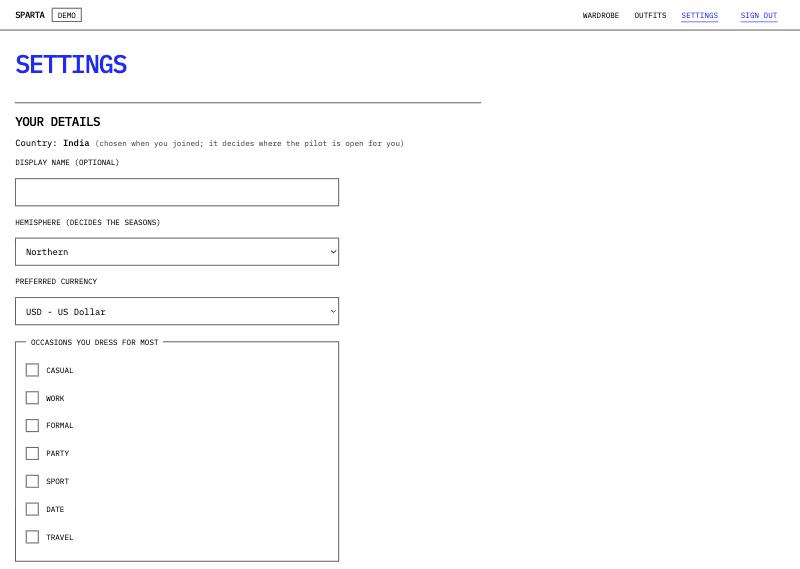 SPARTA DEMO WARDROBE OUTFITS SETTINGS SIGN OUT
SETTINGS
YOUR DETAILS
Country: India (chosen when you joined; it decides where the pilot is open for you)
DISPLAY NAME (OPTIONAL)
HEMISPHERE (DECIDES THE SEASONS)
Northern
PREFERRED CURRENCY
USD - US Dollar
OCCASIONS YOU DRESS FOR MOST
CASUAL
WORK
FORMAL
PARTY
SPORT
DATE
TRAVEL